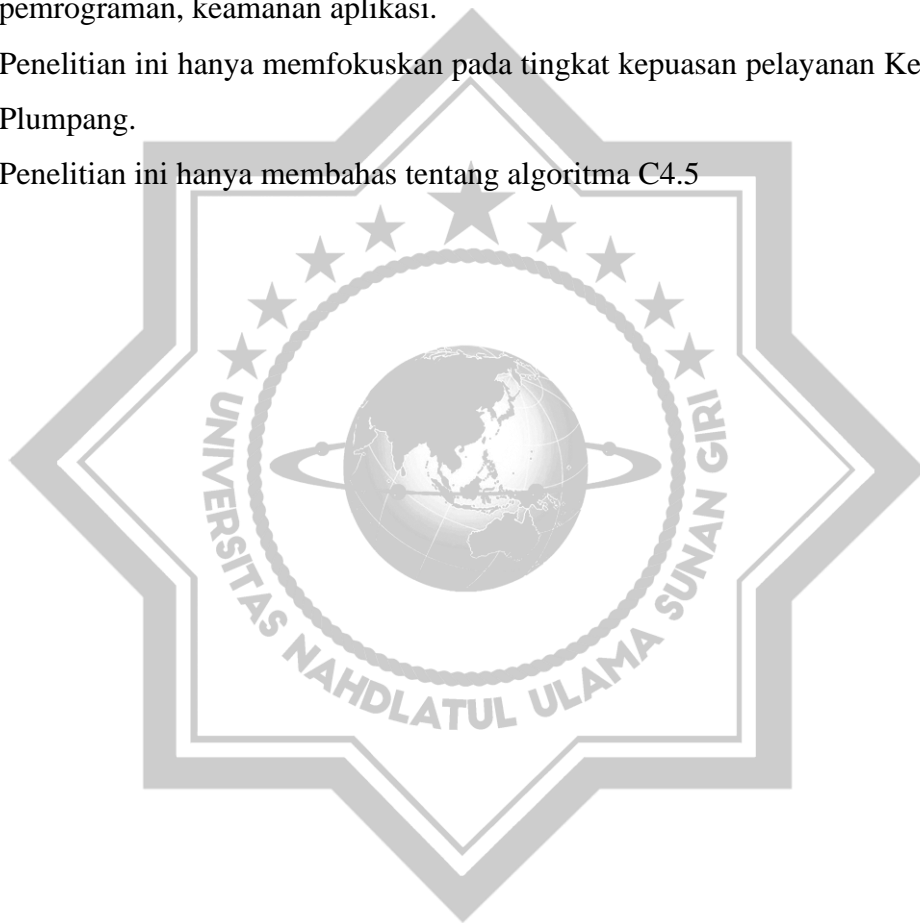 pemrograman, keamanan aplikasi.
Penelitian ini hanya memfokuskan pada tingkat kepuasan pelayanan Ke
Plumpang.
Penelitian ini hanya membahas tentang algoritma C4.5
UNIVERSITAS NAHDLATUL ULAMA SUNAN GIRI